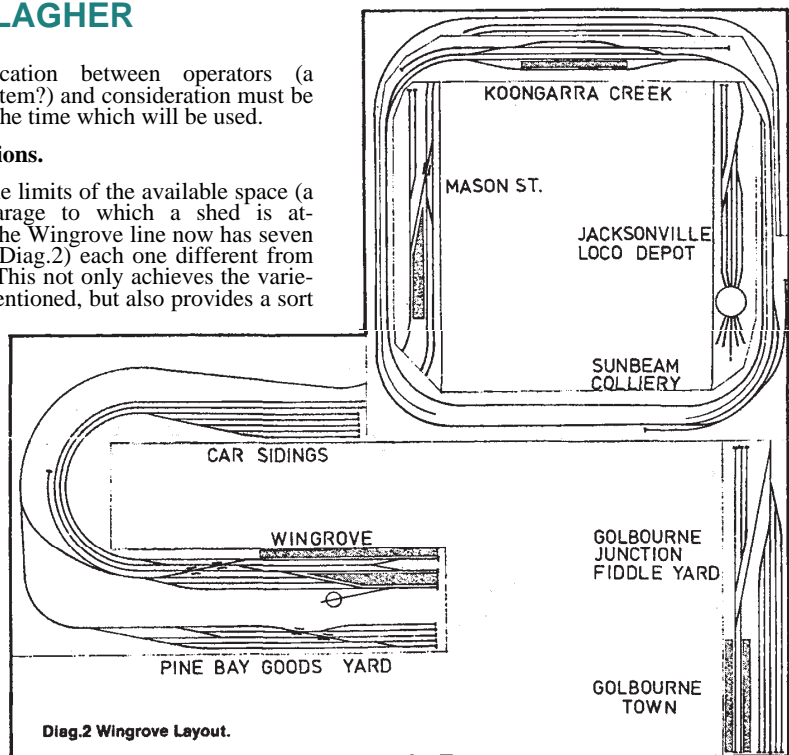 LAGHER
cation between operators (a
tem?) and consideration must be
he time which will be used.
ions.
e limits of the available space (a
arage to which a shed is at-
he Wingrove line now has seven
Diag.2) each one different from
This not only achieves the varie-
entioned, but also provides a sort
KOONGARRA CREEK
MASON ST.
JACKSONVILLE
LOCO DEPOT
SUNBEAM
COLLIERY
CAR SIDINGS
WINGROVE
GOLBOURNE
JUNCTION
FIDDLE YARD
PINE BAY GOODS YARD
GOLBOURNE
TOWN
Diag.2 Wingrove Layout.